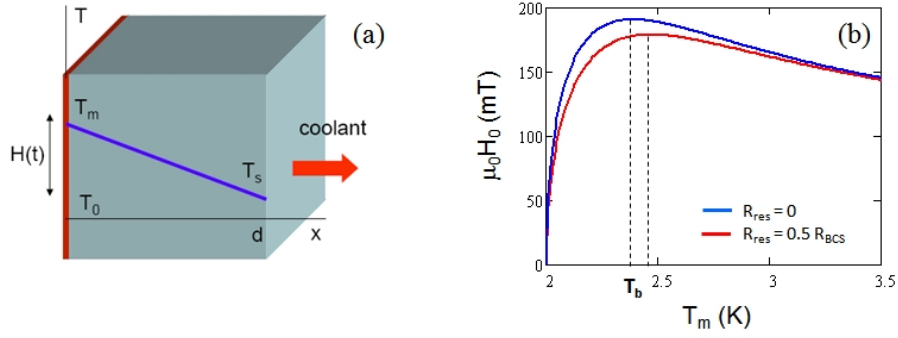 T
(a)
T_m
H(t)
T_s
T_0
coolant
d
x
(b)
μ₀H₀ (mT)
200
150
100
50
0
R_res = 0
R_res = 0.5 R_BCS
2
T_b
2.5
3
3.5
T_m (K)